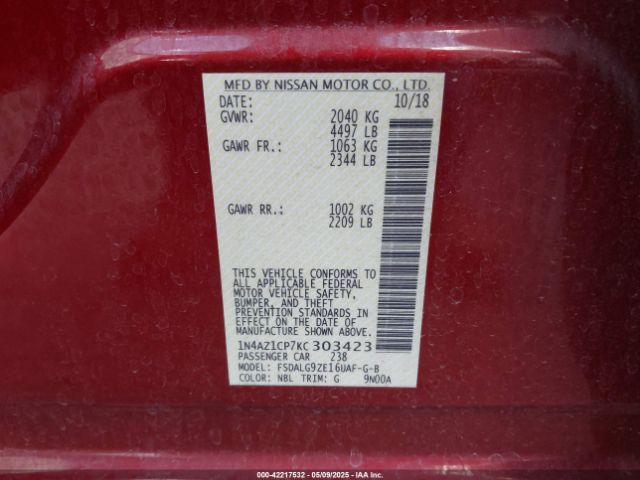 MFD BY NISSAN MOTOR CO., LTD.
DATE: 10/18
GVWR: 2040 KG
4497 LB
GAWR FR.: 1063 KG
2344 LB
GAWR RR.: 1002 KG
2209 LB
THIS VEHICLE CONFORMS TO
ALL APPLICABLE FEDERAL
MOTOR VEHICLE SAFETY,
BUMPER, AND THEFT
PREVENTION STANDARDS IN
EFFECT ON THE DATE OF
MANUFACTURE SHOWN ABOVE.
1N4AZ1CP7KC303423
PASSENGER CAR 238
MODEL: FSDALG9ZE16UAF-G-B
COLOR: NBL TRIM: G 9N00A
000-42217532 - 05/09/2025 - IAA Inc.